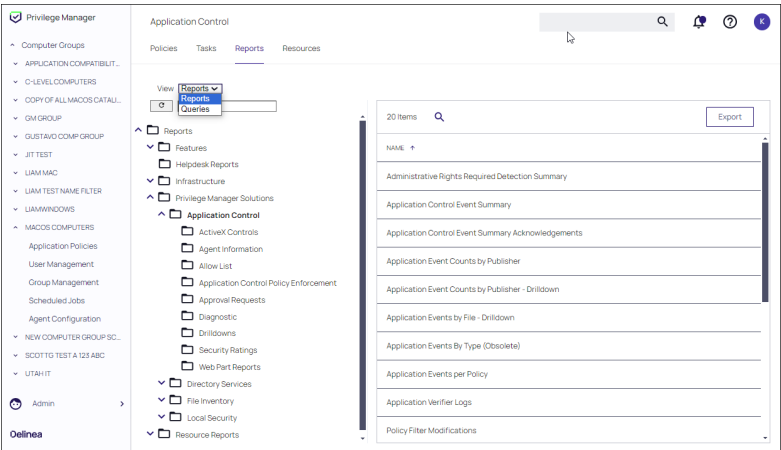 Privilege Manager
Computer Groups
APPLICATION COMPATIBILIT...
C-LEVEL COMPUTERS
COPY OF ALL MACOS CATALI...
GM GROUP
GUSTAVO COMP GROUP
JIT TEST
LIAM MAC
LIAM TEST NAME FILTER
LIAMWINDOWS
MACOS COMPUTERS
Application Policies
User Management
Group Management
Scheduled Jobs
Agent Configuration
NEW COMPUTER GROUP SC...
SCOTTG TEST A 123 ABC
UTAH IT
Admin
Delinea
Application Control
K
Policies Tasks Reports Resources
View Reports
Reports
Queries
Reports
Features
Helpdesk Reports
Infrastructure
Privilege Manager Solutions
Application Control
ActiveX Controls
Agent Information
Allow List
Application Control Policy Enforcement
Approval Requests
Diagnostic
Drilldowns
Security Ratings
Web Part Reports
Directory Services
File Inventory
Local Security
Resource Reports
20 Items Export
NAME
Administrative Rights Required Detection Summary
Application Control Event Summary
Application Control Event Summary Acknowledgements
Application Event Counts by Publisher
Application Event Counts by Publisher - Drilldown
Application Events by File - Drilldown
Application Events By Type (Obsolete)
Application Events per Policy
Application Verifier Logs
Policy Filter Modifications